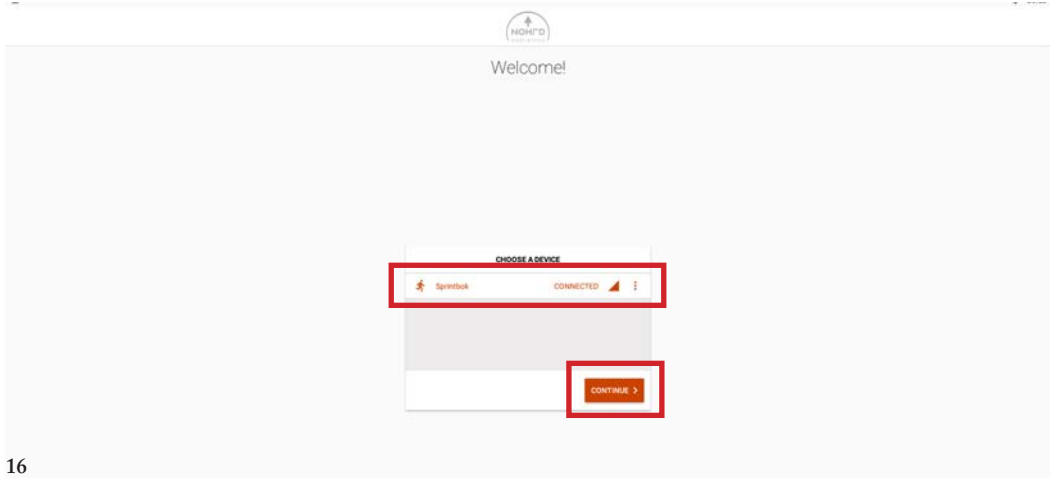 NOHrD
Welcome!
CHOOSE A DEVICE
Sprintbok CONNECTED
CONTINUE >
16